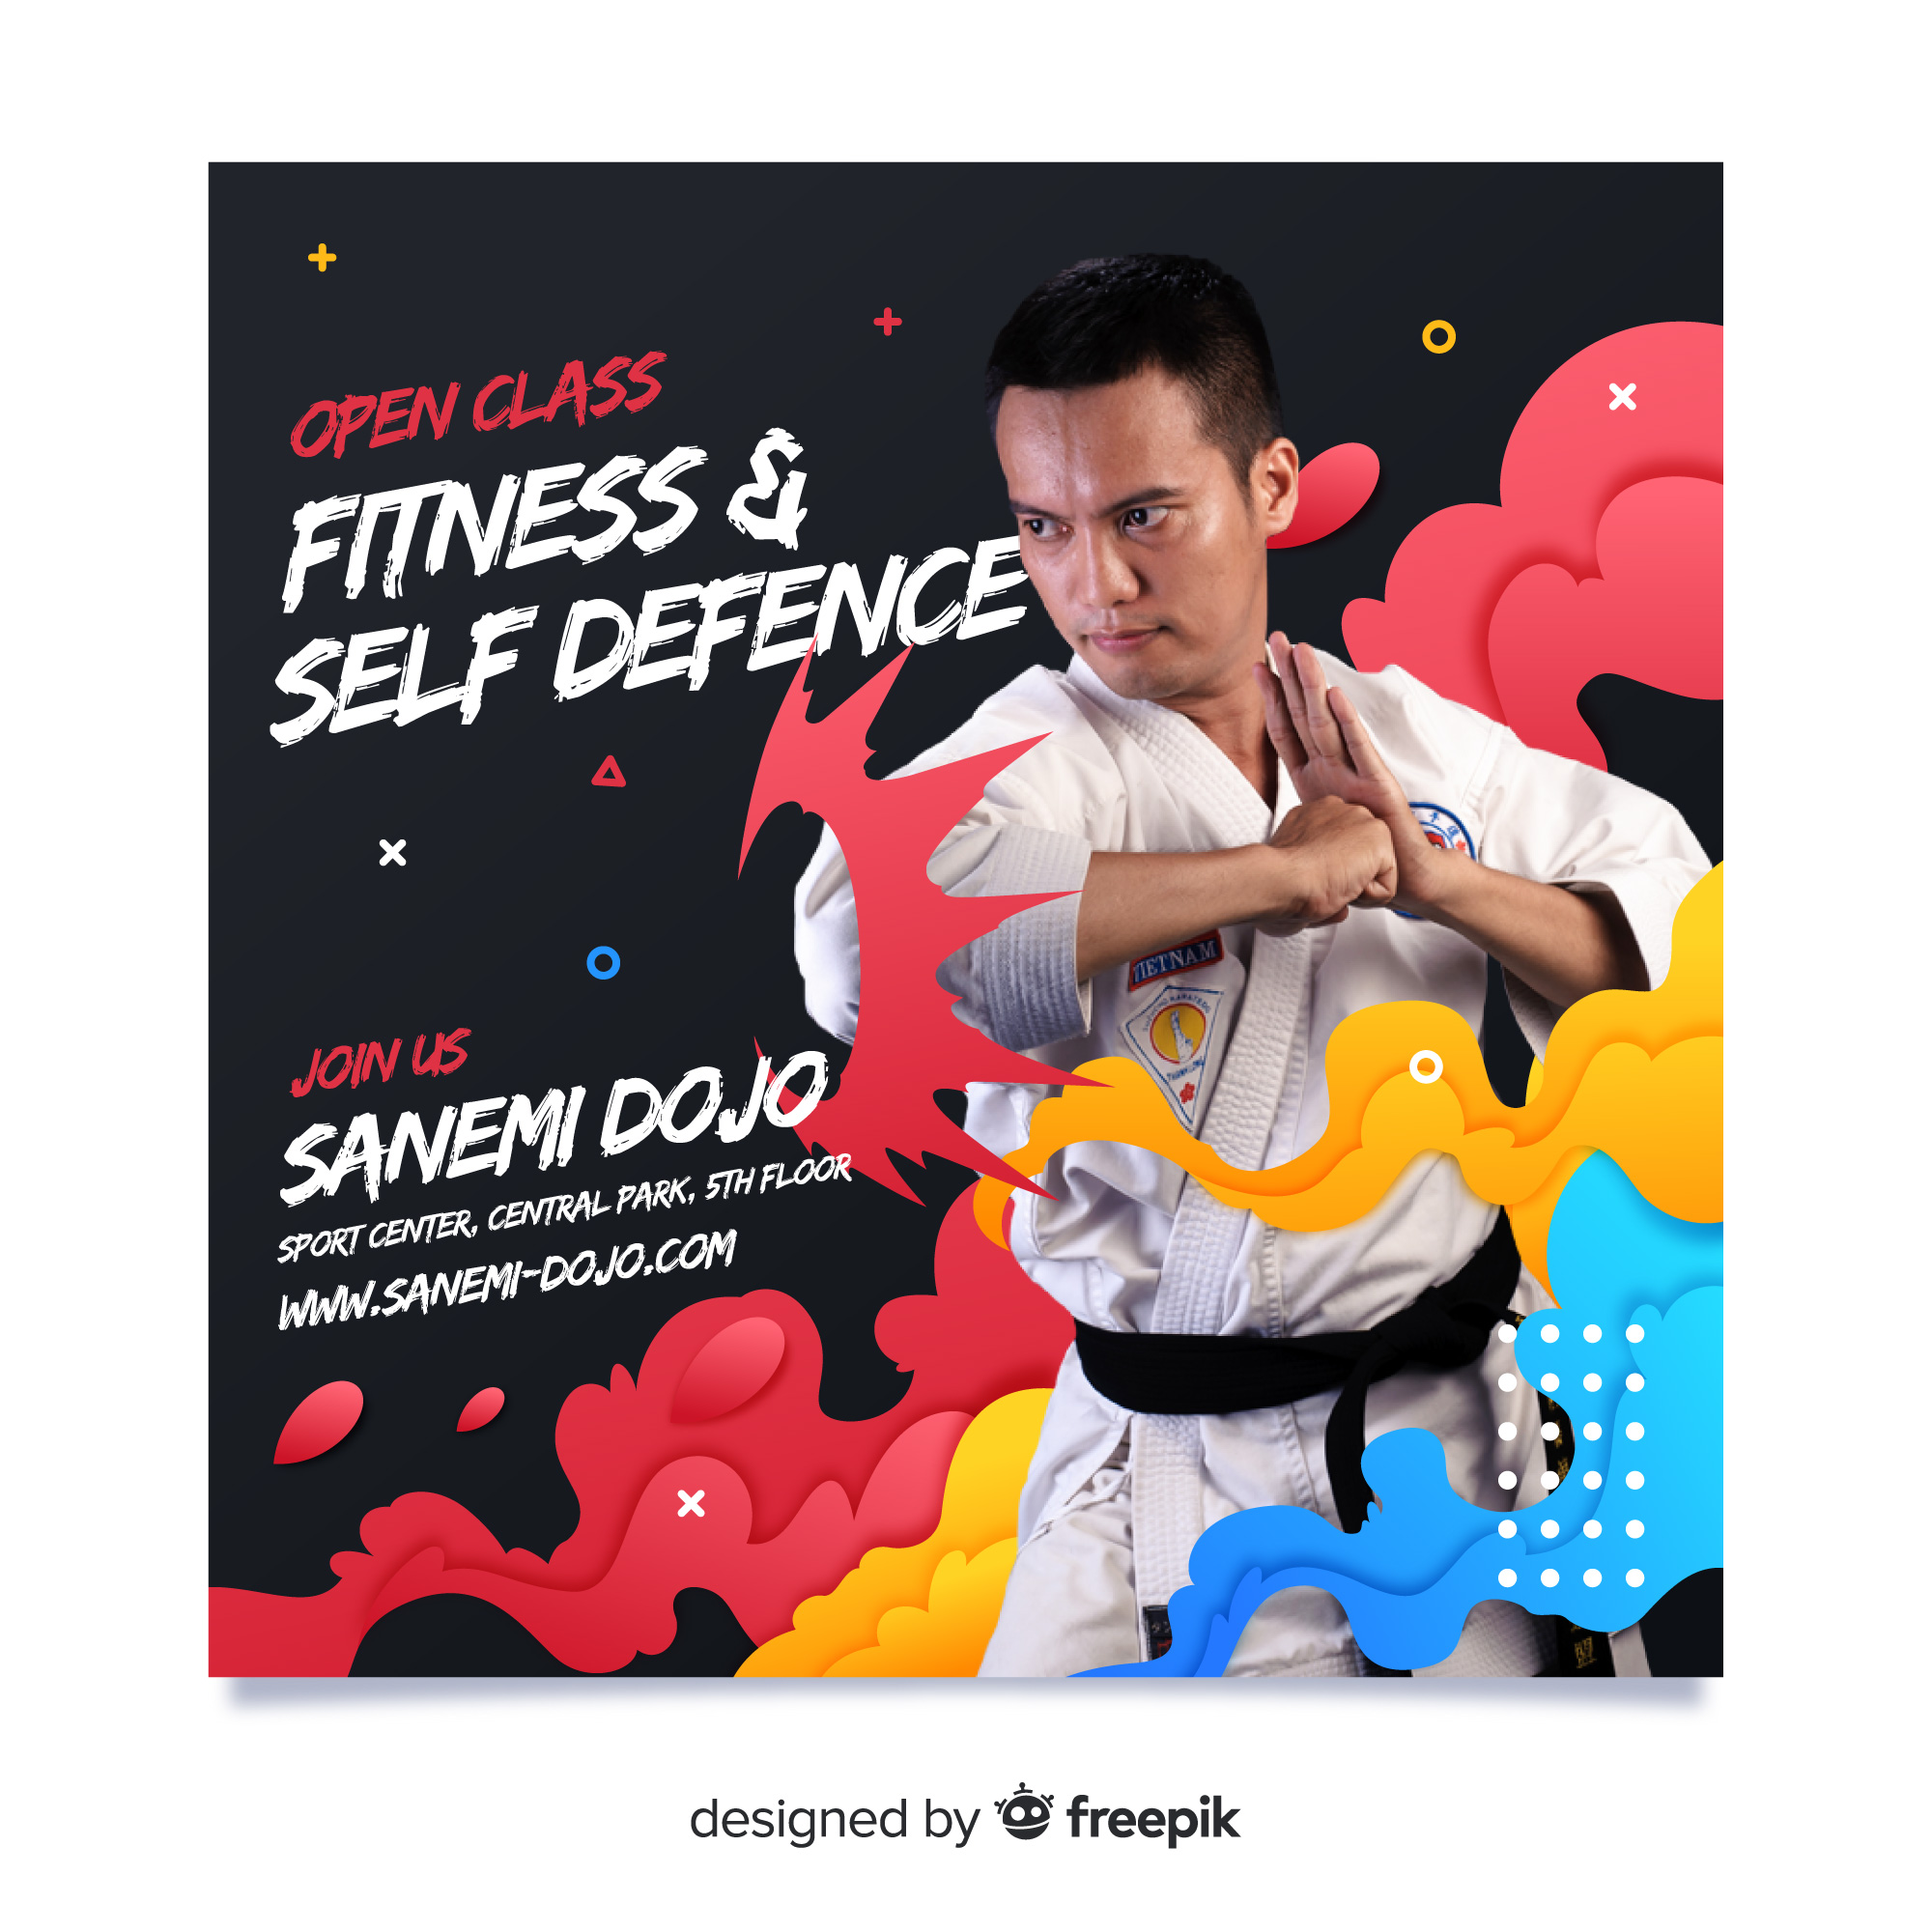 OPEN CLASS
FITNESS &
SELF DEFENCE
JOIN US
SANEMI DOJO
SPORT CENTER, CENTRAL PARK, 5TH FLOOR
WWW.SANEMI-DOJO.COM
VIETNAM
designed by freepik